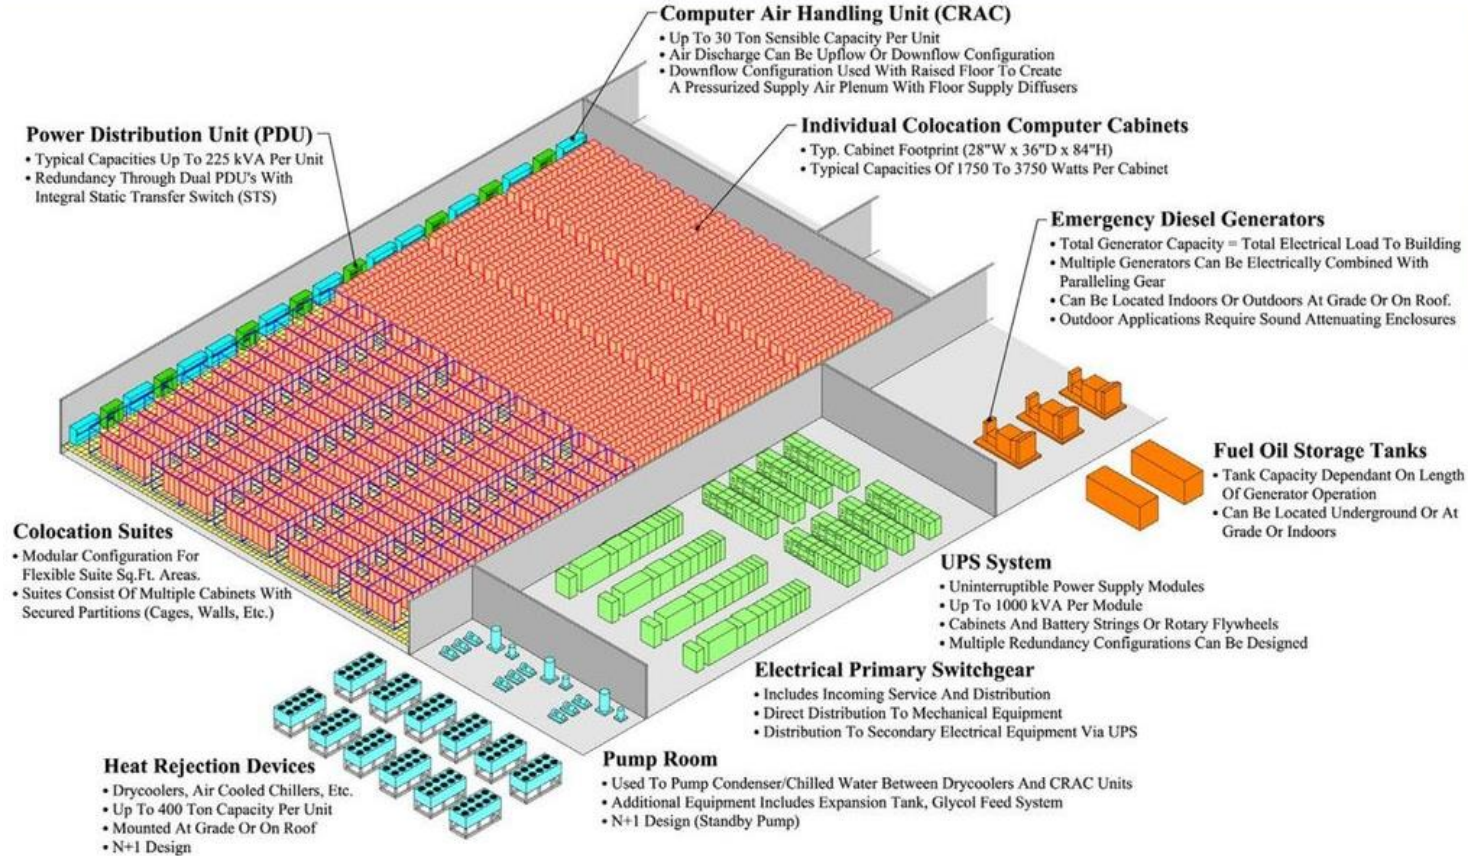 Computer Air Handling Unit (CRAC)
• Up To 30 Ton Sensible Capacity Per Unit
• Air Discharge Can Be Upflow Or Downflow Configuration
• Downflow Configuration Used With Raised Floor To Create
A Pressurized Supply Air Plenum With Floor Supply Diffusers
Power Distribution Unit (PDU)
• Typical Capacities Up To 225 kVA Per Unit
• Redundancy Through Dual PDU's With
Integral Static Transfer Switch (STS)
Individual Colocation Computer Cabinets
• Typ. Cabinet Footprint (28"W x 36"D x 84"H)
• Typical Capacities Of 1750 To 3750 Watts Per Cabinet
Emergency Diesel Generators
• Total Generator Capacity = Total Electrical Load To Building
• Multiple Generators Can Be Electrically Combined With
Paralleling Gear
• Can Be Located Indoors Or Outdoors At Grade Or On Roof.
• Outdoor Applications Require Sound Attenuating Enclosures
Fuel Oil Storage Tanks
• Tank Capacity Dependant On Length
Of Generator Operation
• Can Be Located Underground Or At
Grade Or Indoors
Colocation Suites
• Modular Configuration For
Flexible Suite Sq.Ft. Areas.
• Suites Consist Of Multiple Cabinets With
Secured Partitions (Cages, Walls, Etc.)
UPS System
• Uninterruptible Power Supply Modules
• Up To 1000 kVA Per Module
• Cabinets And Battery Strings Or Rotary Flywheels
• Multiple Redundancy Configurations Can Be Designed
Electrical Primary Switchgear
• Includes Incoming Service And Distribution
• Direct Distribution To Mechanical Equipment
• Distribution To Secondary Electrical Equipment Via UPS
Pump Room
• Used To Pump Condenser/Chilled Water Between Drycoolers And CRAC Units
• Additional Equipment Includes Expansion Tank, Glycol Feed System
• N+1 Design (Standby Pump)
Heat Rejection Devices
• Drycoolers, Air Cooled Chillers, Etc.
• Up To 400 Ton Capacity Per Unit
• Mounted At Grade Or On Roof
• N+1 Design